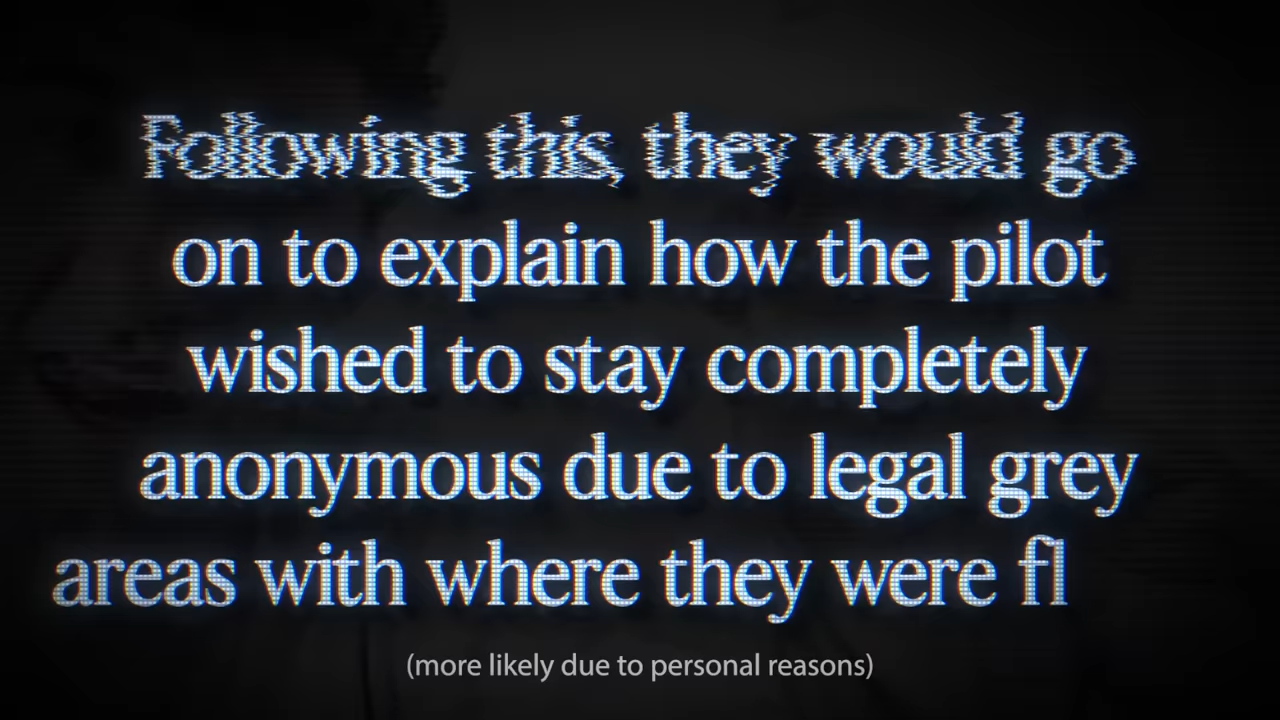 Following this, they would go
on to explain how the pilot
wished to stay completely
anonymous due to legal grey
areas with where they were fl
(more likely due to personal reasons)